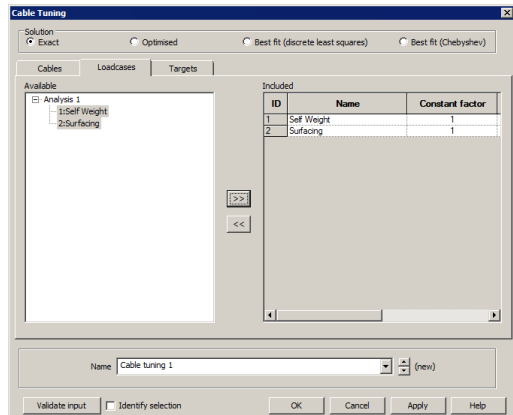 Cable Tuning
Solution
Exact
Optimised
Best fit (discrete least squares)
Best fit (Chebyshev)
Cables
Loadcases
Targets
Available
Included
Analysis 1
1:Self Weight
2:Surfacing
ID Name Constant factor
1 Self Weight 1
2 Surfacing 1
>>
<<
Name Cable tuning 1 (new)
Validate input
Identify selection
OK
Cancel
Apply
Help